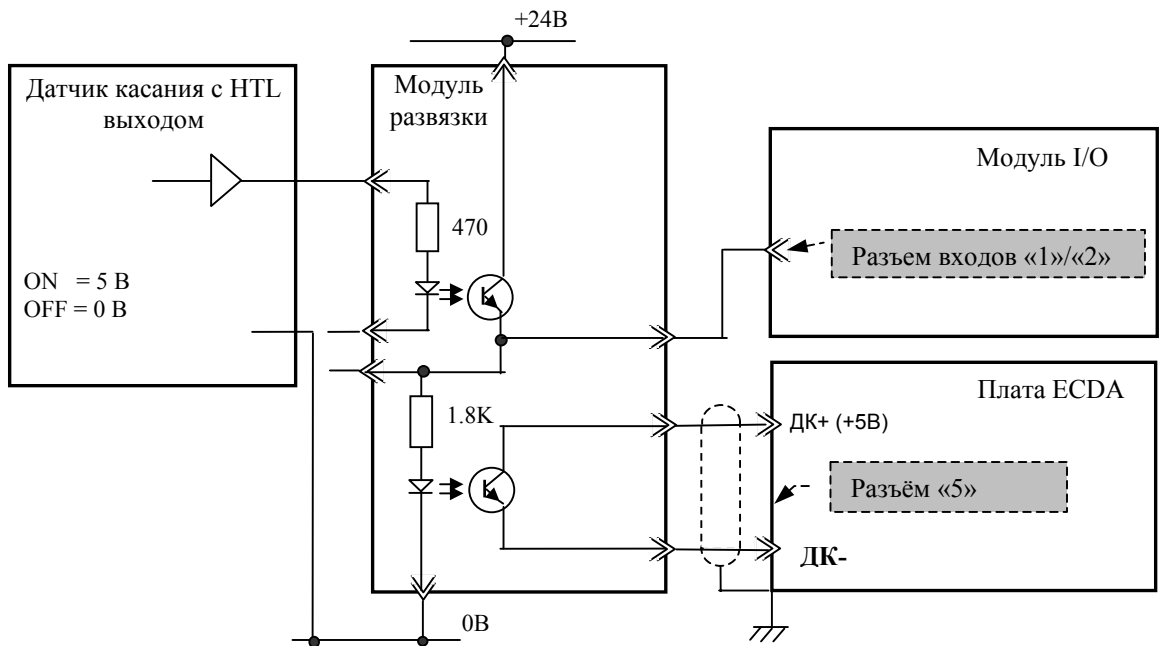 +24В
Датчик касания с HTL
выходом
Модуль
развязки
Модуль I/O
470
Разъем входов «1»/«2»
ON = 5 В
OFF = 0 В
Плата ECDA
1.8K
ДК+ (+5В)
Разъём «5»
ДК-
0В